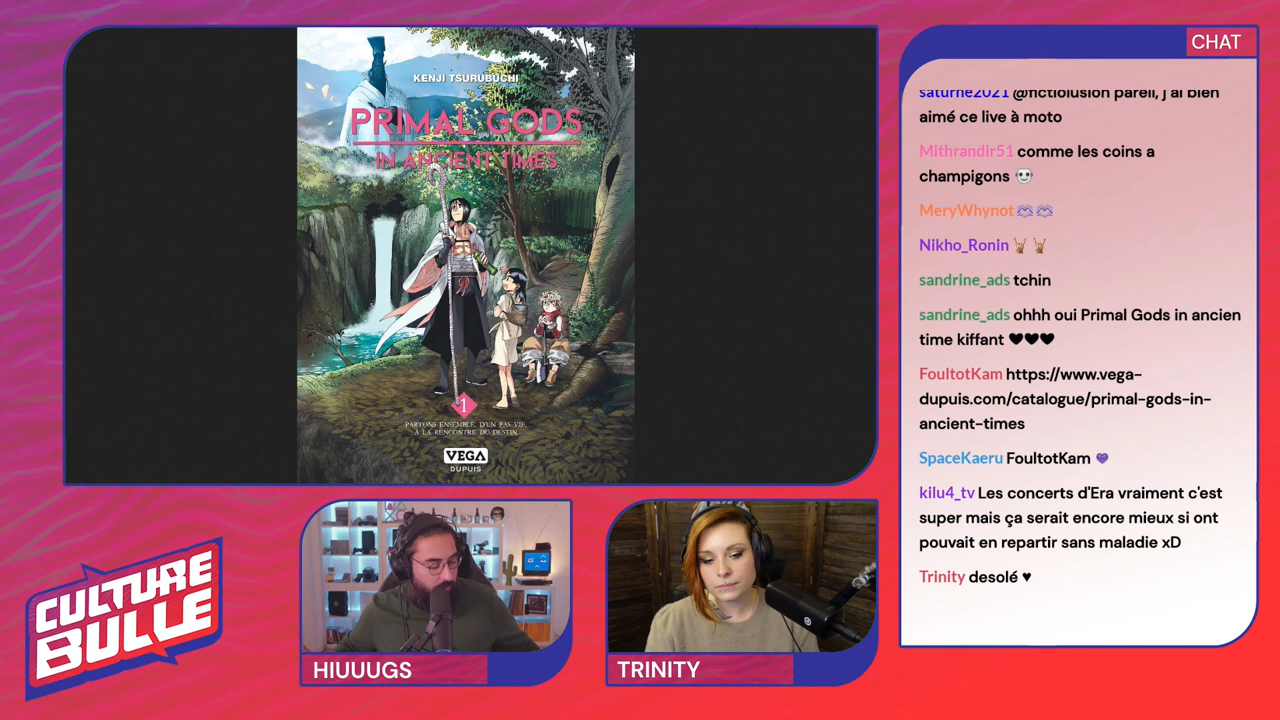 KENJI TSURUBUCHI
PRIMAL GODS
IN ANCIENT TIMES
1
PARTONS ENSEMBLE, D'UN PAS VIF,
À LA RENCONTRE DU DESTIN.
VEGA
DUPUIS
CULTURE
BULLE
HIUUUGS
TRINITY
CHAT
saturne2021 @fictiolusion pareil, j'ai bien
aimé ce live à moto
Mithrandir51 comme les coins a
champigons
MeryWhynot
Nikho_Ronin
sandrine_ads tchin
sandrine_ads ohhh oui Primal Gods in ancien
time kiffant ♥♥♥
FoultotKam https://www.vega-
dupuis.com/catalogue/primal-gods-in-
ancient-times
SpaceKaeru FoultotKam 💜
kilu4_tv Les concerts d'Era vraiment c'est
super mais ça serait encore mieux si ont
pouvait en repartir sans maladie xD
Trinity desolé ♥